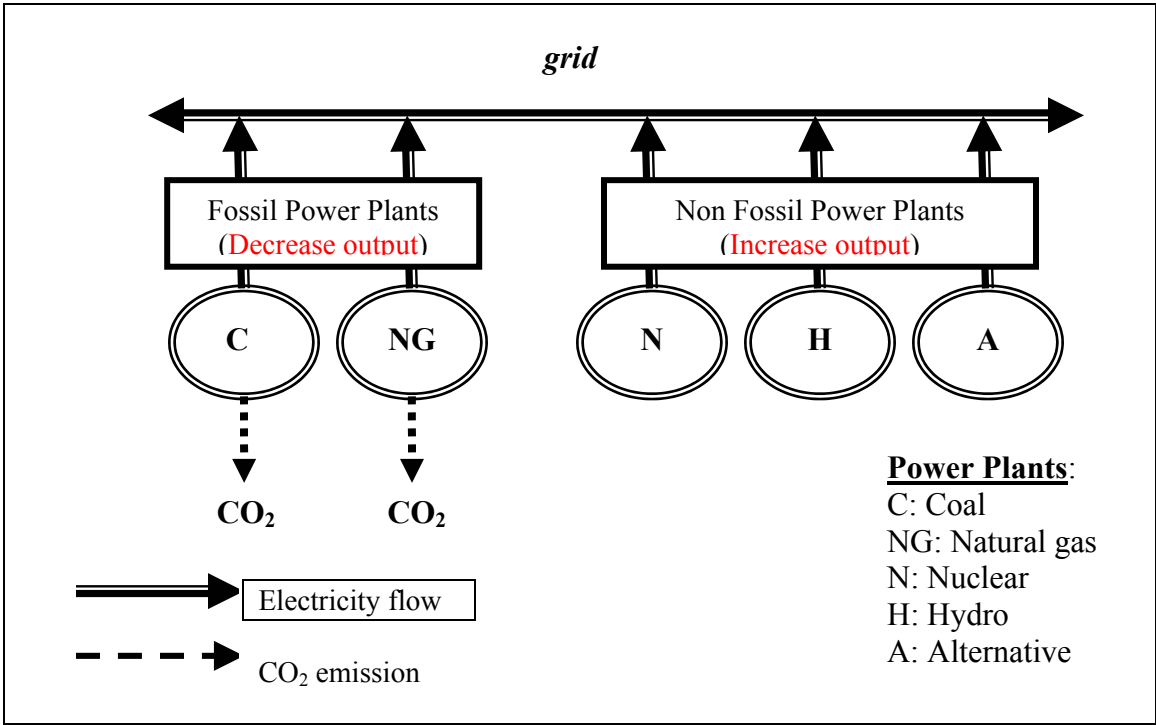 grid
Fossil Power Plants
(Decrease output)
Non Fossil Power Plants
(Increase output)
C
NG
N
H
A
CO₂
CO₂
Power Plants:
C: Coal
NG: Natural gas
N: Nuclear
H: Hydro
A: Alternative
Electricity flow
CO₂ emission